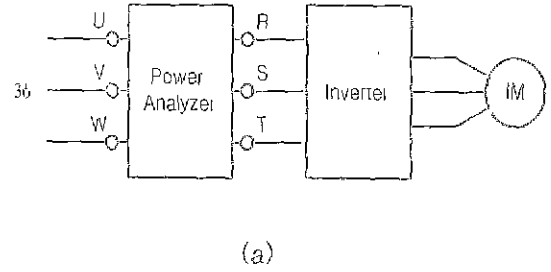 U R
V S
W T
3ϕ
Power
Analyzer
Inverter
IM
(a)